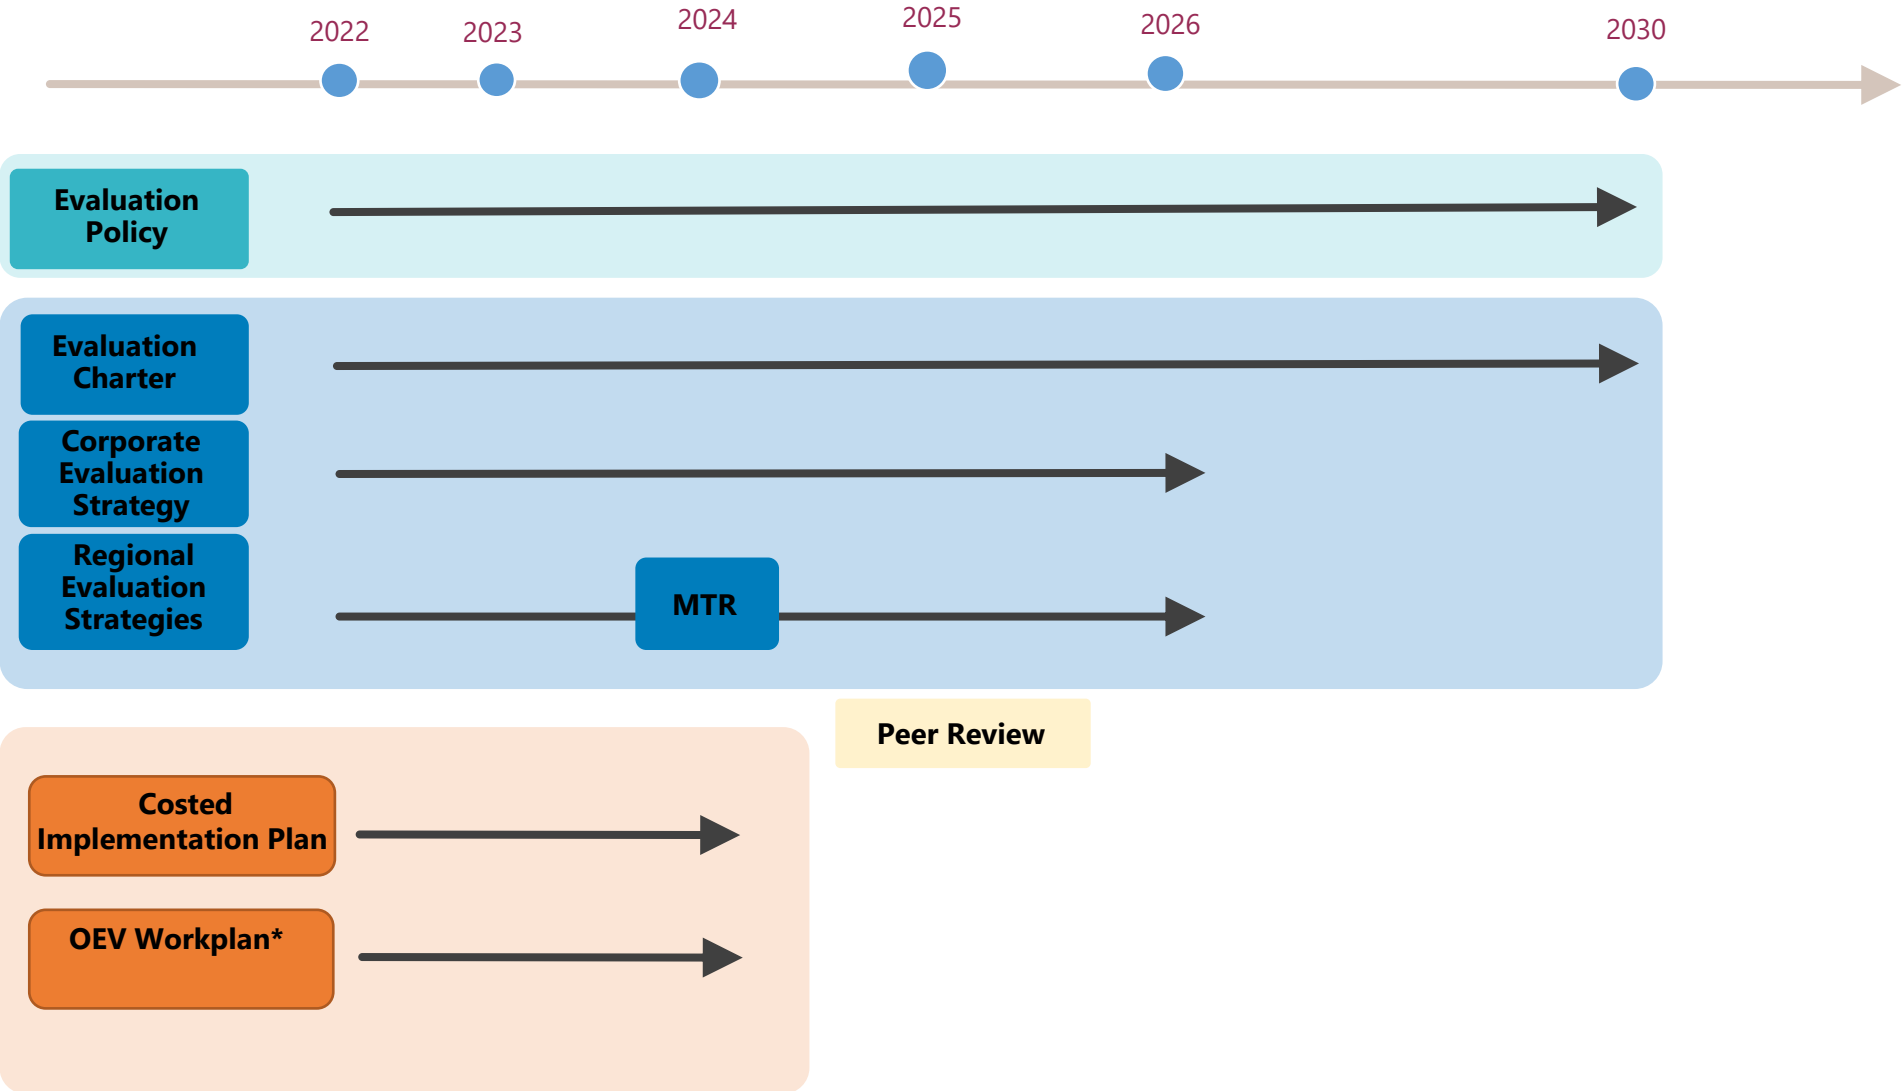 2022
2023
2024
2025
2026
2030
Evaluation
Policy
Evaluation
Charter
Corporate
Evaluation
Strategy
Regional
Evaluation
Strategies
MTR
Peer Review
Costed
Implementation Plan
OEV Workplan*